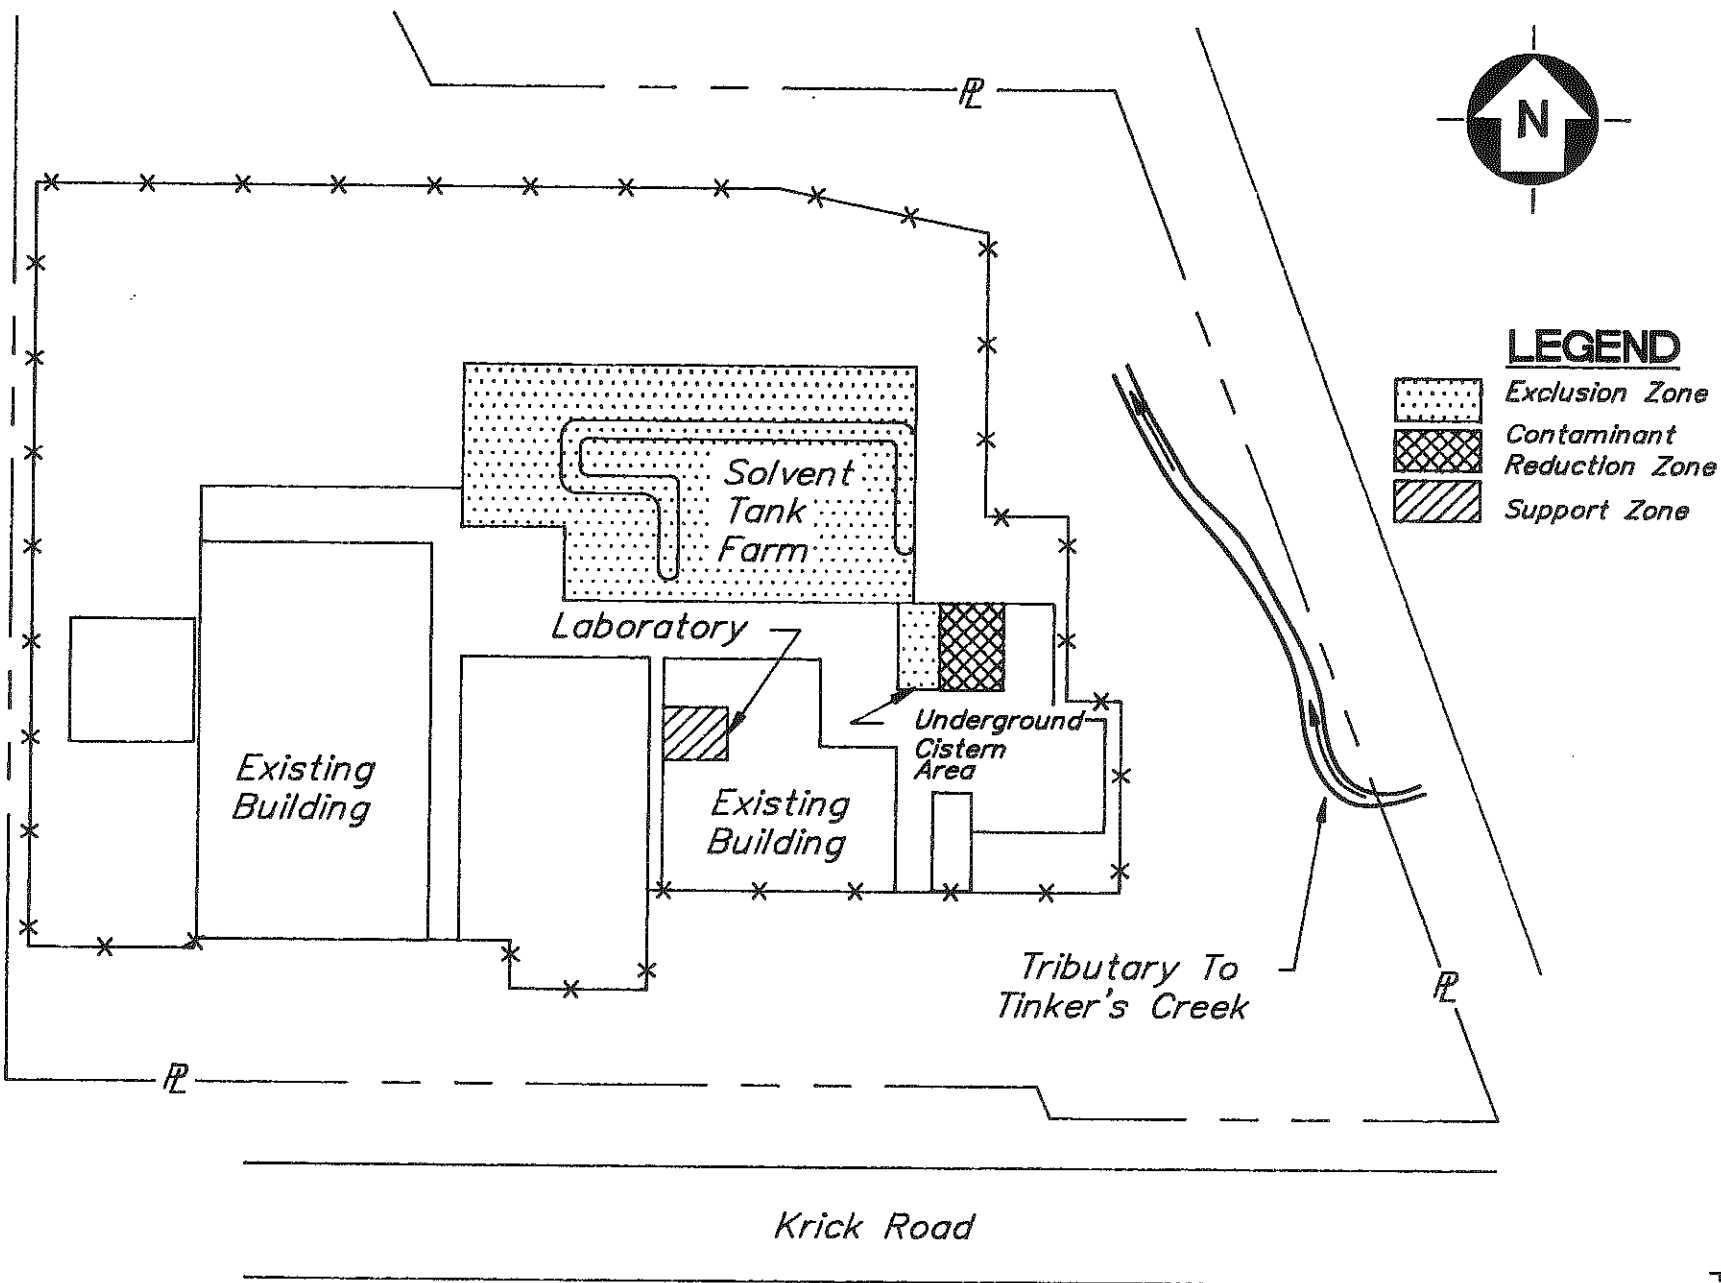 PL
N
LEGEND
Exclusion Zone
Contaminant
Reduction Zone
Support Zone
Solvent
Tank
Farm
Laboratory
Underground
Cistern
Area
Existing
Building
Existing
Building
Tributary To
Tinker's Creek
PL
PL
Krick Road